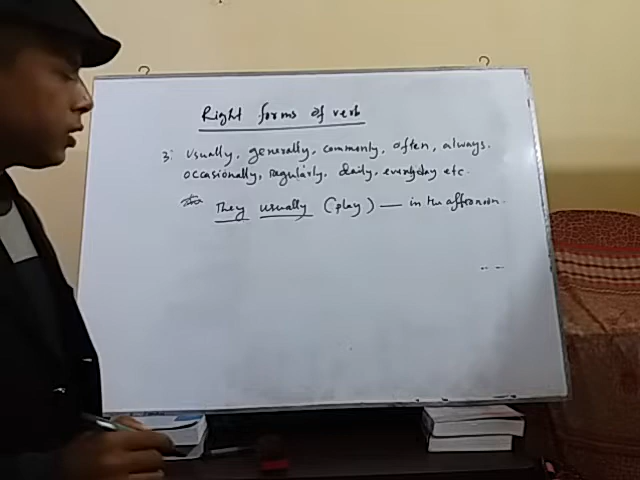 Right forms of verb
3: Usually, generally, commonly, often, always.
occasionally, regularly, daily, everyday etc.
They usually (play) — in the afternoon.